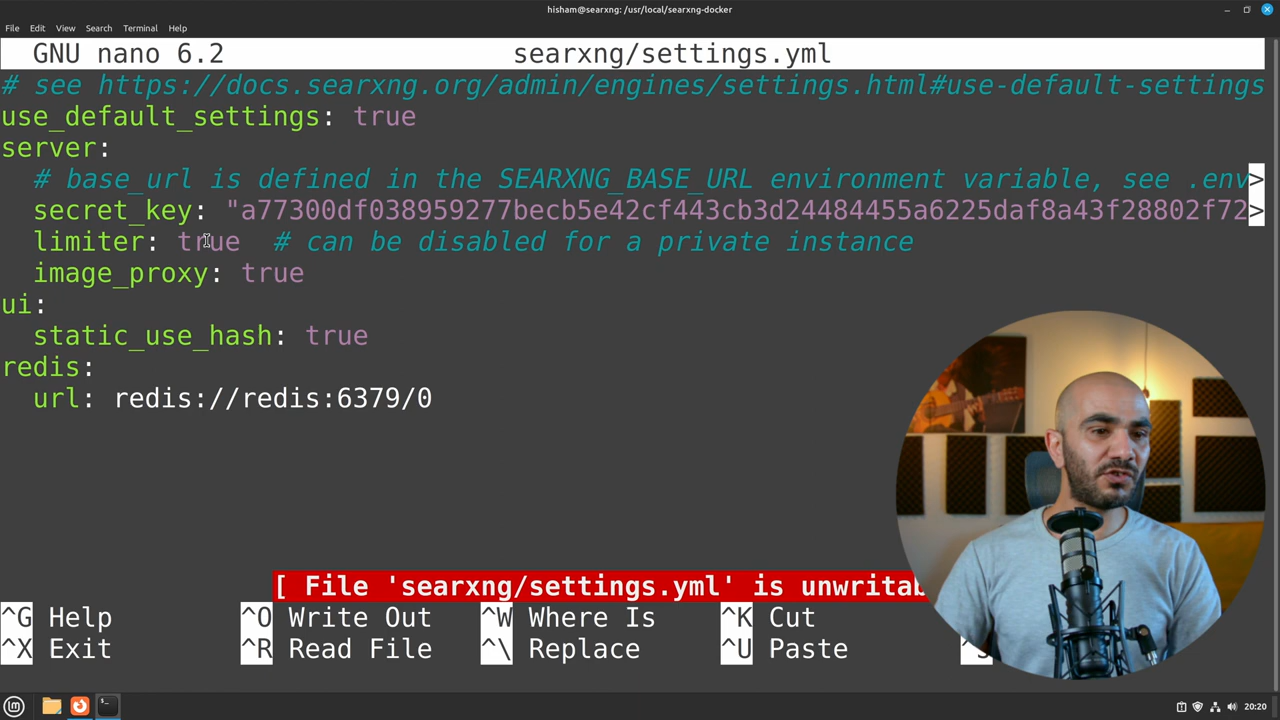 hisham@searxng: /usr/local/searxng-docker
File Edit View Search Terminal Help
GNU nano 6.2 searxng/settings.yml
# see https://docs.searxng.org/admin/engines/settings.html#use-default-settings
use_default_settings: true
server:
# base_url is defined in the SEARXNG_BASE_URL environment variable, see .env>
secret_key: "a77300df038959277becb5e42cf443cb3d24484455a6225daf8a43f28802f72>
limiter: true # can be disabled for a private instance
image_proxy: true
ui:
static_use_hash: true
redis:
url: redis://redis:6379/0
[ File 'searxng/settings.yml' is unwritab
^G Help ^O Write Out ^W Where Is ^K Cut
^X Exit ^R Read File ^\ Replace ^U Paste
20:20